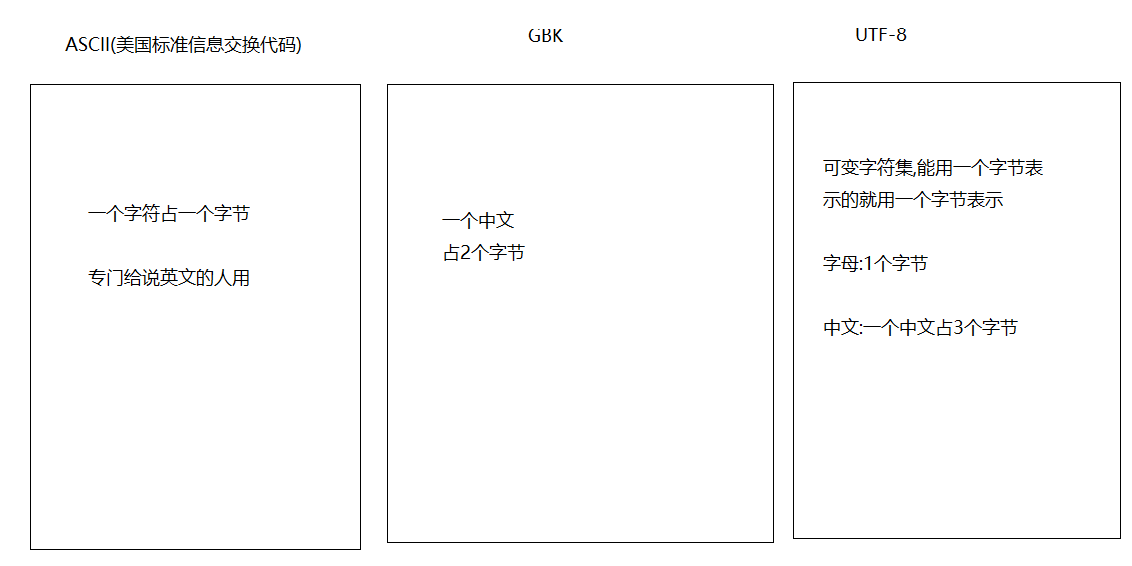 ASCII(美国标准信息交换代码)
一个字符占一个字节
专门给说英文的人用
GBK
一个中文
占2个字节
UTF-8
可变字符集,能用一个字节表
示的就用一个字节表示
字母:1个字节
中文:一个中文占3个字节